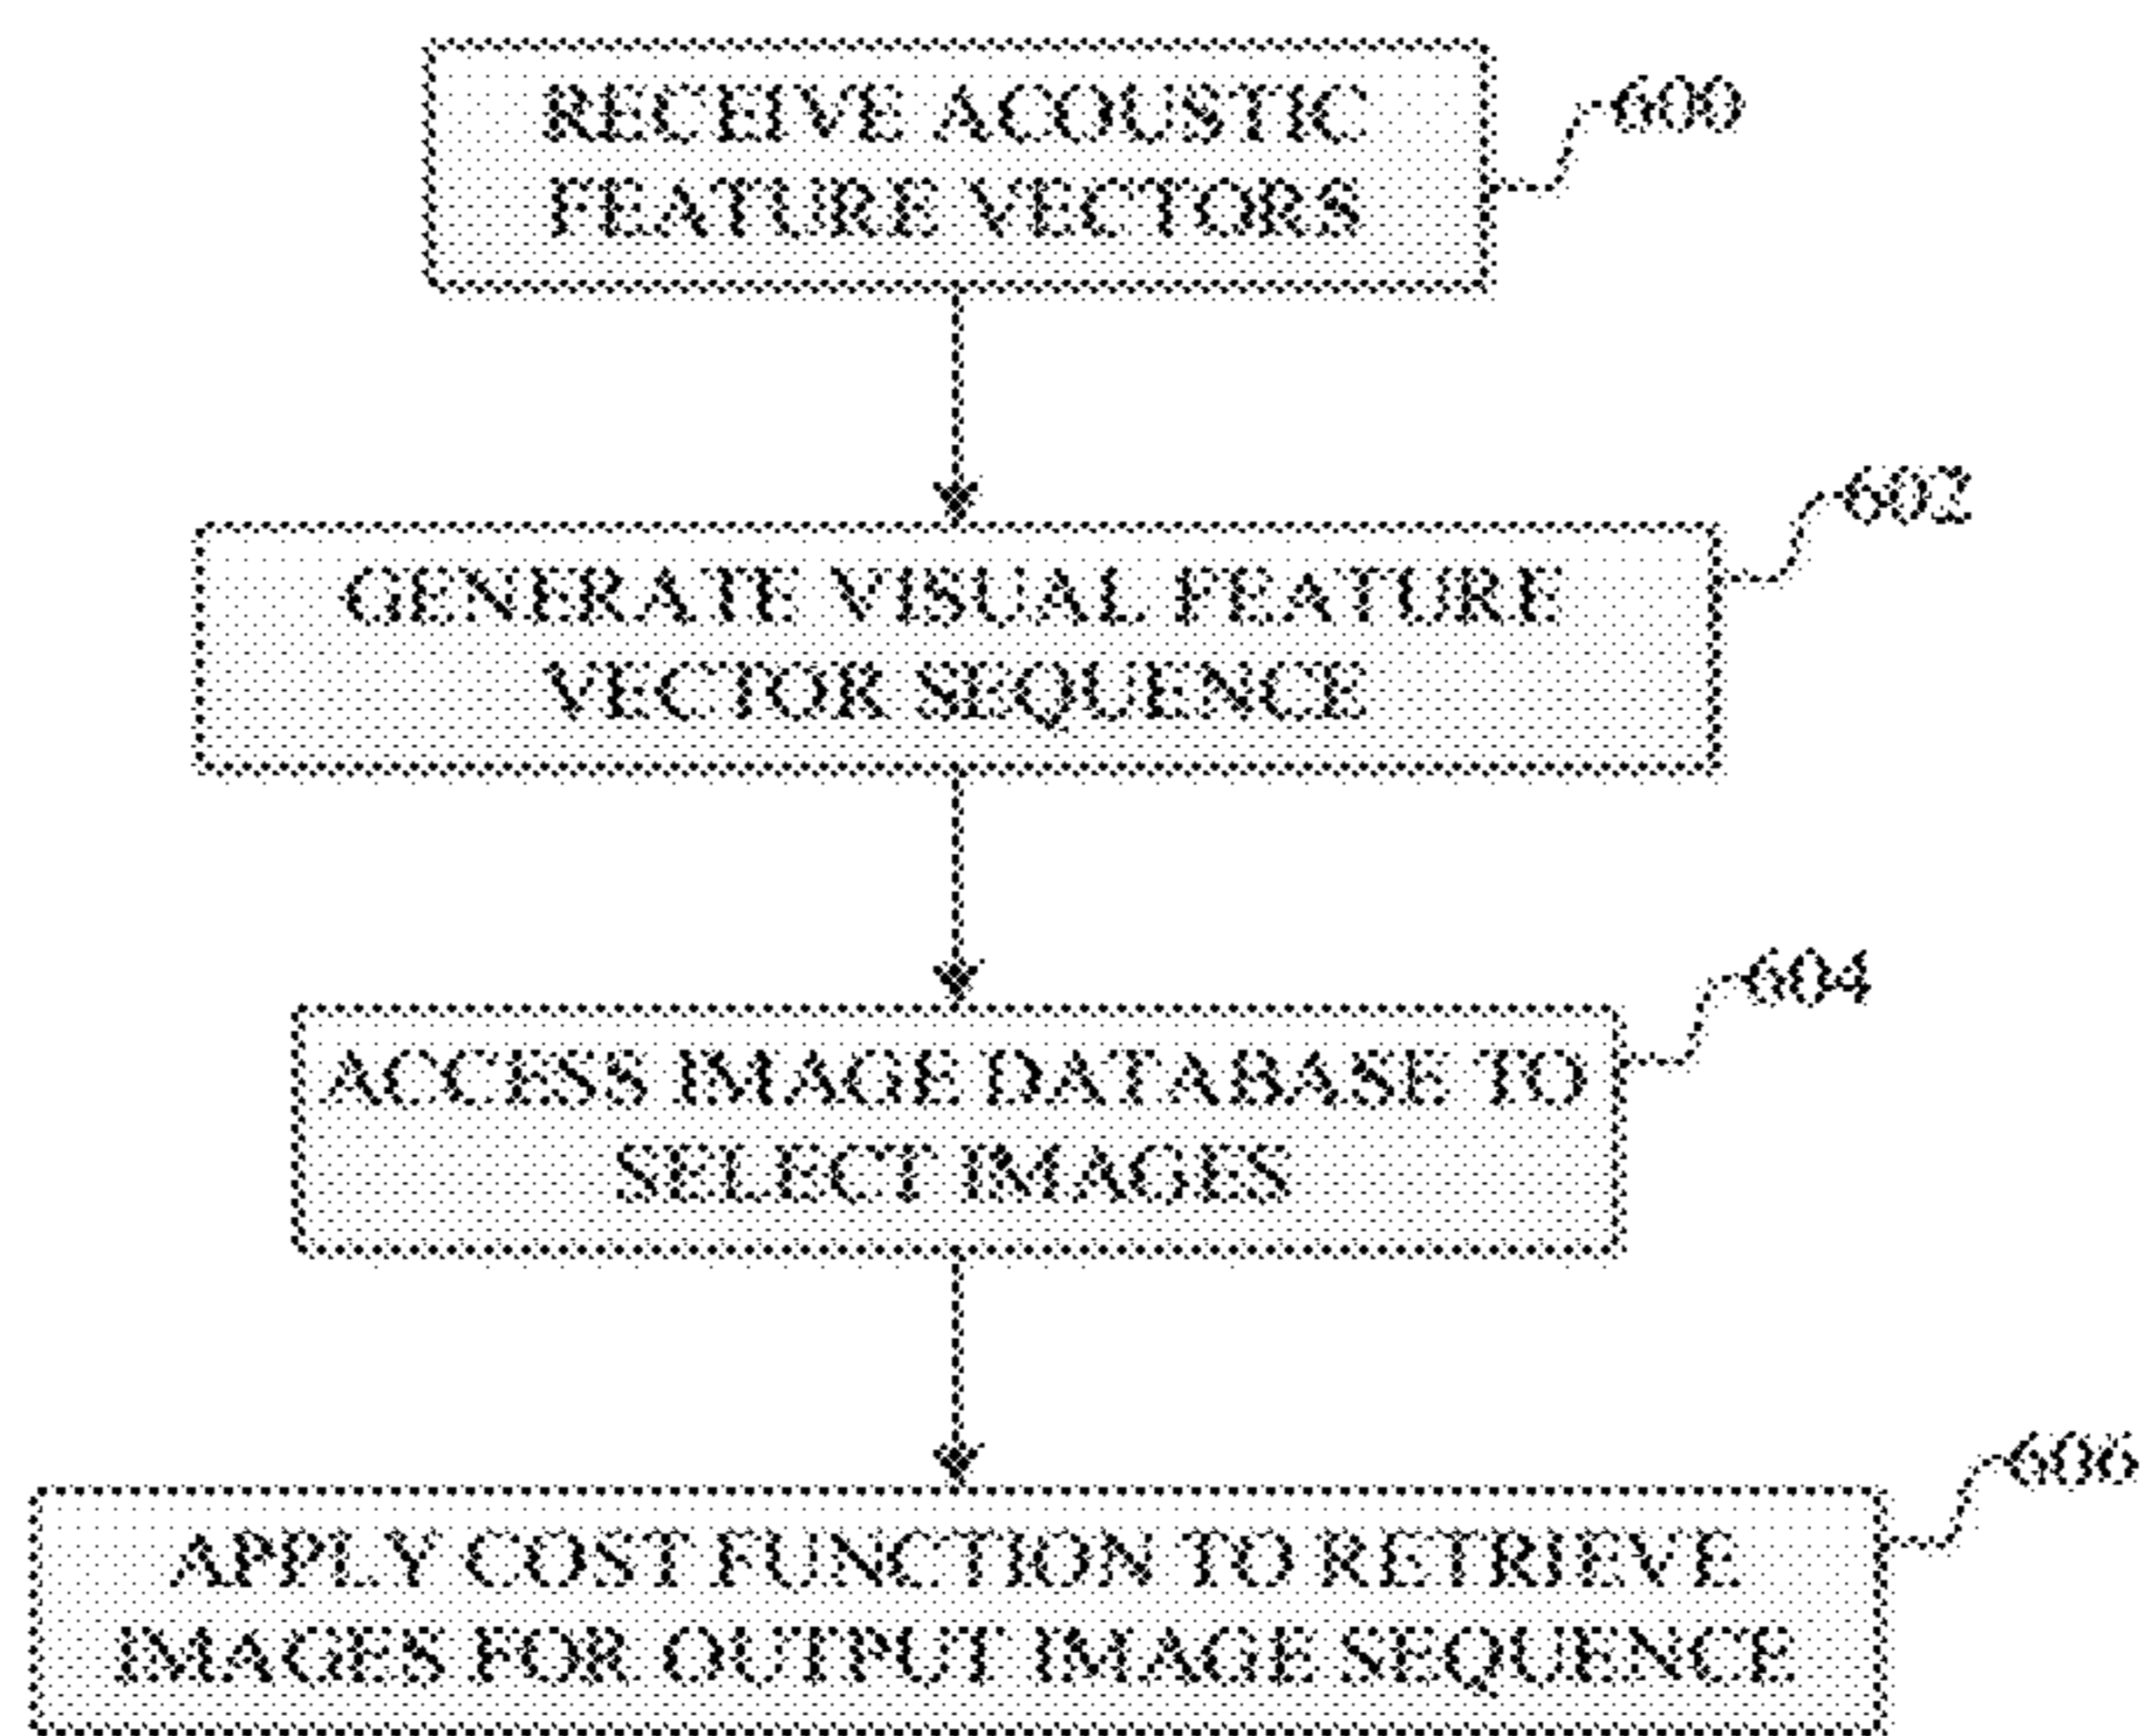 RECEIVE ACOUSTIC
FEATURE VECTORS
600
GENERATE VISUAL FEATURE
VECTOR SEQUENCE
602
ACCESS IMAGE DATABASE TO
SELECT IMAGES
604
APPLY COST FUNCTION TO RETRIEVE
IMAGES FOR OUTPUT IMAGE SEQUENCE
606